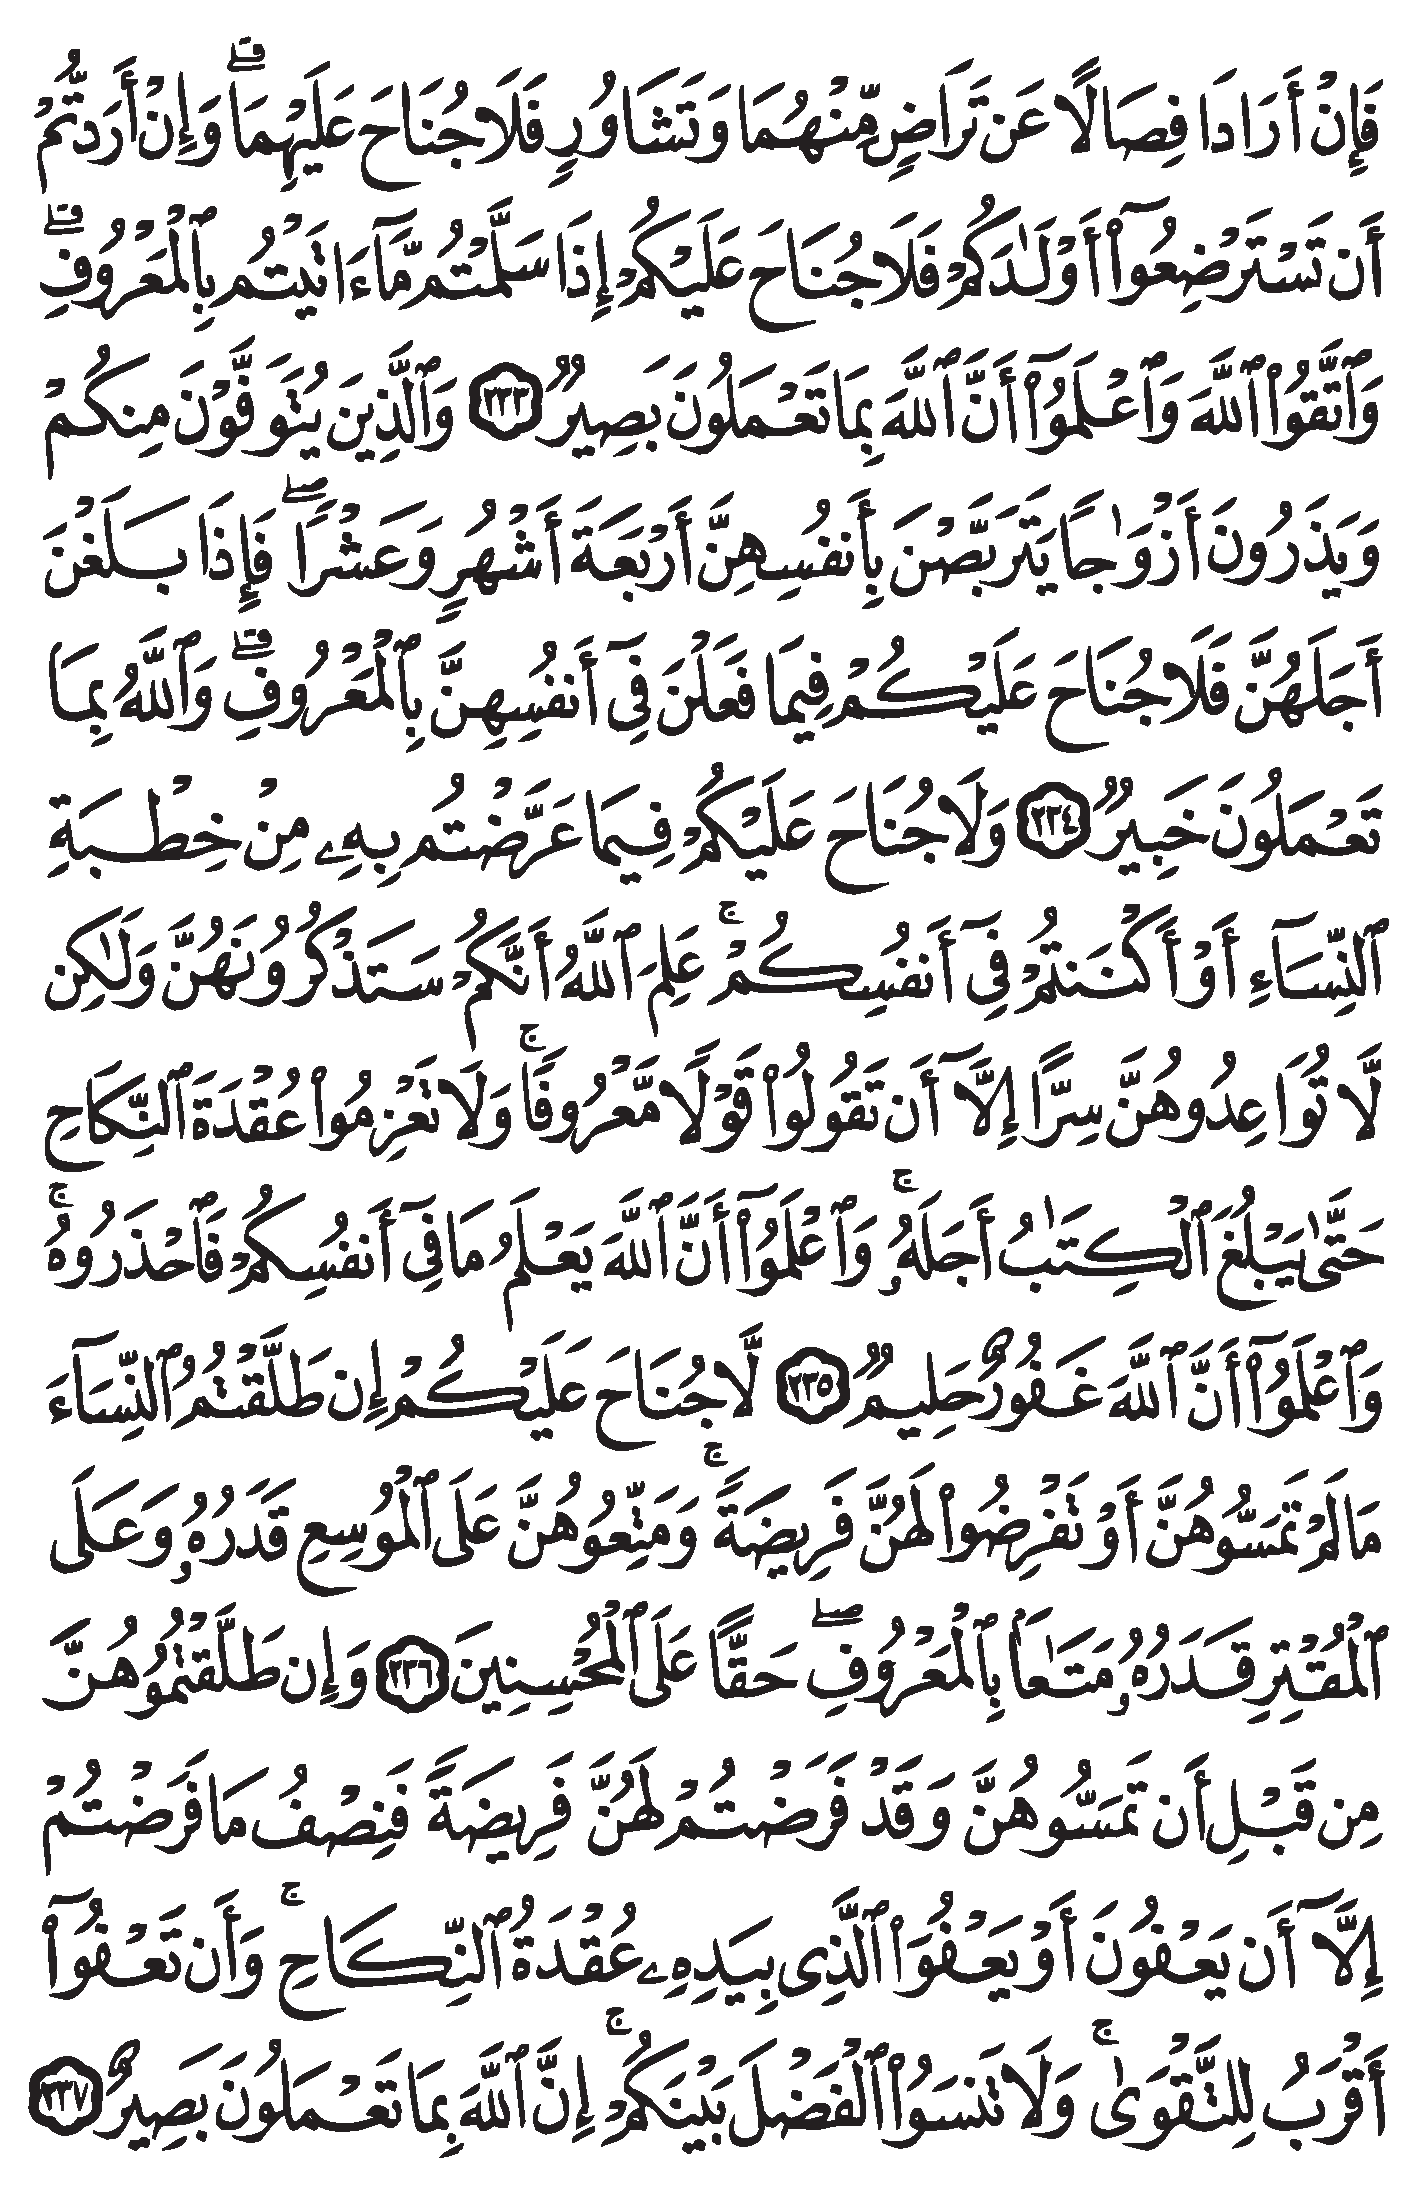 فَإِنْ أَرَادَا فِصَالًا عَن تَرَاضٍ مِّنْهُمَا وَتَشَاوُرٍ فَلَا جُنَاحَ عَلَيْهِمَا ۗ وَإِنْ أَرَدتُّمْ
أَن تَسْتَرْضِعُوٓا۟ أَوْلَـٰدَكُمْ فَلَا جُنَاحَ عَلَيْكُمْ إِذَا سَلَّمْتُم مَّآ ءَاتَيْتُم بِٱلْمَعْرُوفِ ۗ
وَٱتَّقُوا۟ ٱللَّهَ وَٱعْلَمُوٓا۟ أَنَّ ٱللَّهَ بِمَا تَعْمَلُونَ بَصِيرٌ ٢٣٣ وَٱلَّذِينَ يُتَوَفَّوْنَ مِنكُمْ
وَيَذَرُونَ أَزْوَٰجًا يَتَرَبَّصْنَ بِأَنفُسِهِنَّ أَرْبَعَةَ أَشْهُرٍ وَعَشْرًا ۖ فَإِذَا بَلَغْنَ
أَجَلَهُنَّ فَلَا جُنَاحَ عَلَيْكُمْ فِيمَا فَعَلْنَ فِىٓ أَنفُسِهِنَّ بِٱلْمَعْرُوفِ ۗ وَٱللَّهُ بِمَا
تَعْمَلُونَ خَبِيرٌ ٢٣٤ وَلَا جُنَاحَ عَلَيْكُمْ فِيمَا عَرَّضْتُم بِهِۦ مِنْ خِطْبَةِ
ٱلنِّسَآءِ أَوْ أَكْنَنتُمْ فِىٓ أَنفُسِكُمْ ۚ عَلِمَ ٱللَّهُ أَنَّكُمْ سَتَذْكُرُونَهُنَّ وَلَـٰكِن
لَّا تُوَاعِدُوهُنَّ سِرًّا إِلَّآ أَن تَقُولُوا۟ قَوْلًا مَّعْرُوفًا ۚ وَلَا تَعْزِمُوا۟ عُقْدَةَ ٱلنِّكَاحِ
حَتَّىٰ يَبْلُغَ ٱلْكِتَـٰبُ أَجَلَهُۥ ۚ وَٱعْلَمُوٓا۟ أَنَّ ٱللَّهَ يَعْلَمُ مَا فِىٓ أَنفُسِكُمْ فَٱحْذَرُوهُ ۚ
وَٱعْلَمُوٓا۟ أَنَّ ٱللَّهَ غَفُورٌ حَلِيمٌ ٢٣٥ لَّا جُنَاحَ عَلَيْكُمْ إِن طَلَّقْتُمُ ٱلنِّسَآءَ
مَا لَمْ تَمَسُّوهُنَّ أَوْ تَفْرِضُوا۟ لَهُنَّ فَرِيضَةً ۚ وَمَتِّعُوهُنَّ عَلَى ٱلْمُوسِعِ قَدَرُهُۥ وَعَلَى
ٱلْمُقْتِرِ قَدَرُهُۥ مَتَـٰعًۢا بِٱلْمَعْرُوفِ ۖ حَقًّا عَلَى ٱلْمُحْسِنِينَ ٢٣٦ وَإِن طَلَّقْتُمُوهُنَّ
مِن قَبْلِ أَن تَمَسُّوهُنَّ وَقَدْ فَرَضْتُمْ لَهُنَّ فَرِيضَةً فَنِصْفُ مَا فَرَضْتُمْ
إِلَّآ أَن يَعْفُونَ أَوْ يَعْفُوَا۟ ٱلَّذِى بِيَدِهِۦ عُقْدَةُ ٱلنِّكَاحِ ۚ وَأَن تَعْفُوٓا۟
أَقْرَبُ لِلتَّقْوَىٰ ۚ وَلَا تَنسَوُا۟ ٱلْفَضْلَ بَيْنَكُمْ ۚ إِنَّ ٱللَّهَ بِمَا تَعْمَلُونَ بَصِيرٌ ٢٣٧